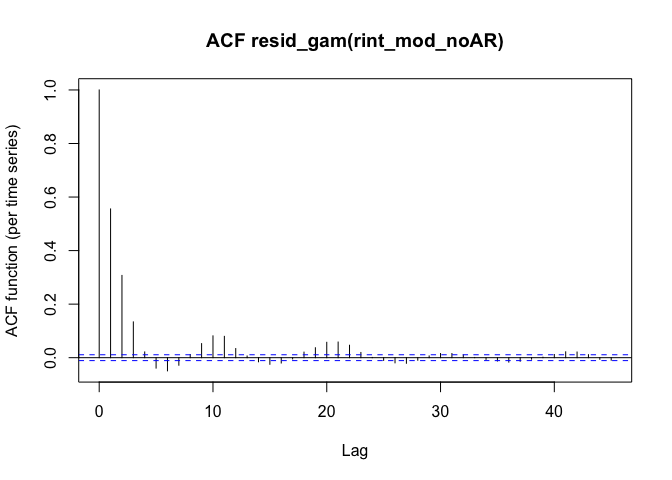 ACF resid_gam(rint_mod_noAR)
ACF function (per time series)
1.0
0.8
0.6
0.4
0.2
0.0
0 10 20 30 40
Lag